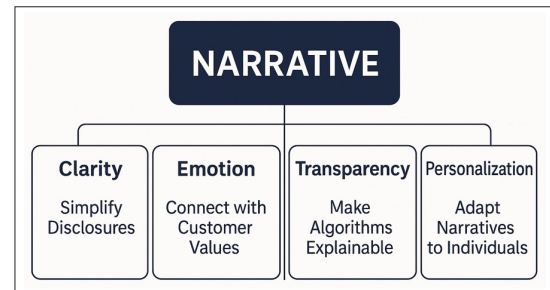 NARRATIVE
Clarity
Simplify
Disclosures
Emotion
Connect with
Customer
Values
Transparency
Make
Algorithms
Explainable
Personalization
Adapt
Narratives
to Individuals